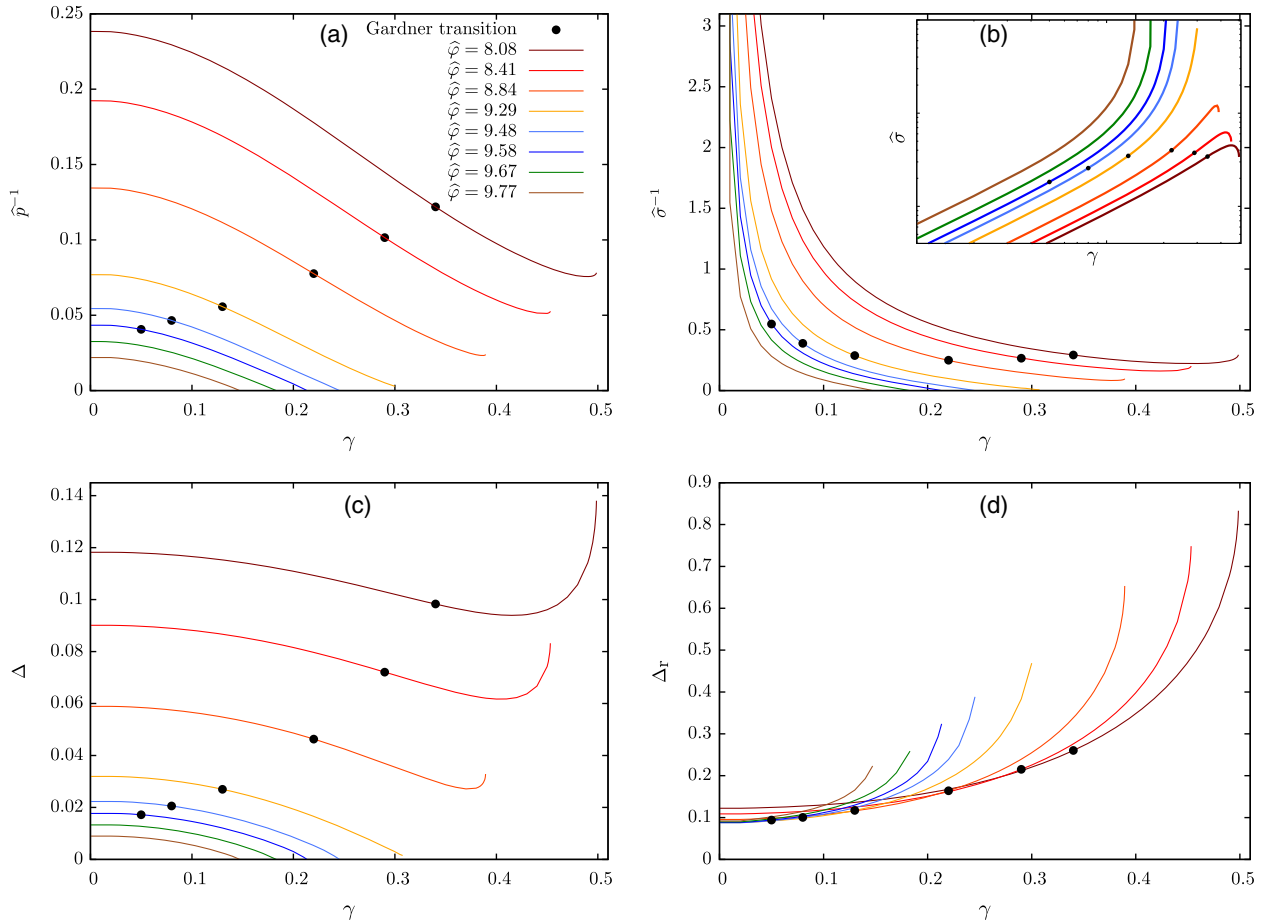 (a)
Gardner transition
φ̂ = 8.08
φ̂ = 8.41
φ̂ = 8.84
φ̂ = 9.29
φ̂ = 9.48
φ̂ = 9.58
φ̂ = 9.67
φ̂ = 9.77
0.25
0.2
0.15
0.1
0.05
0
p̂⁻¹
0 0.1 0.2 0.3 0.4 0.5
γ
(b)
3
2.5
2
1.5
1
0.5
0
σ̂⁻¹
σ̂
γ
0 0.1 0.2 0.3 0.4 0.5
γ
(c)
0.14
0.12
0.1
0.08
0.06
0.04
0.02
0
Δ
0 0.1 0.2 0.3 0.4 0.5
γ
(d)
0.9
0.8
0.7
0.6
0.5
0.4
0.3
0.2
0.1
0
Δr
0 0.1 0.2 0.3 0.4 0.5
γ